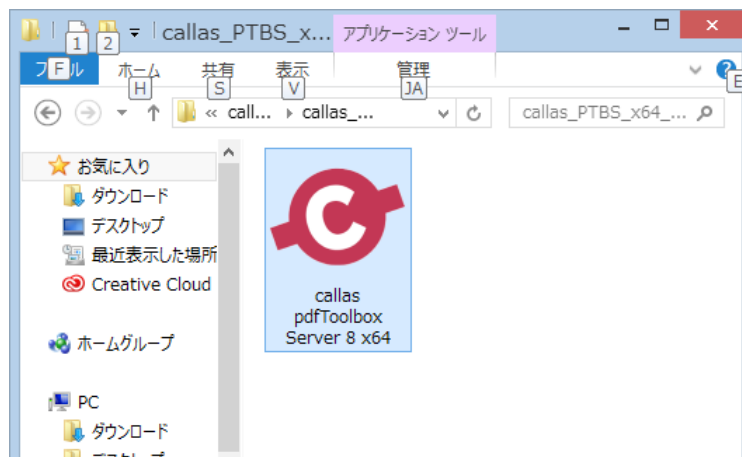 1
2
callas_PTBS_x...
アプリケーション ツール
F
ル
ホーム
共有
表示
管理
H
S
V
JA
E
« call... callas_...
callas_PTBS_x64_...
お気に入り
ダウンロード
デスクトップ
最近表示した場所
Creative Cloud
ホームグループ
PC
ダウンロード
callas
pdfToolbox
Server 8 x64